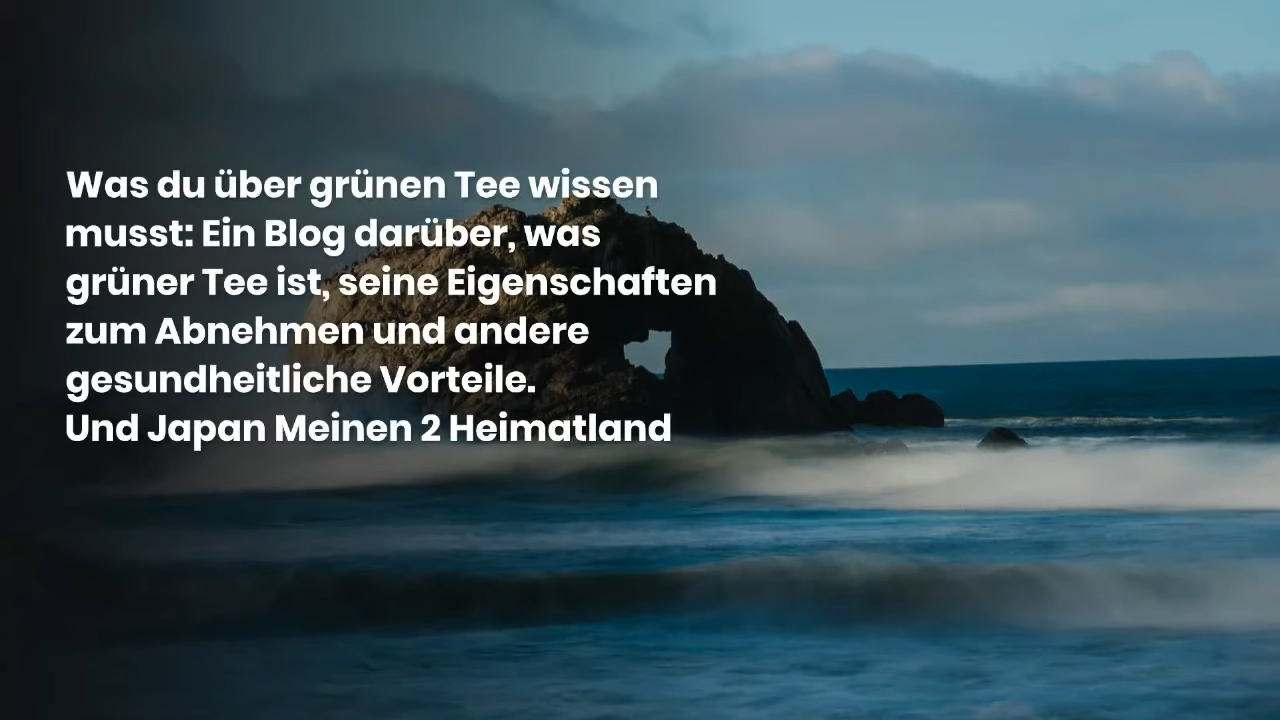 Was du über grünen Tee wissen
musst: Ein Blog darüber, was
grüner Tee ist, seine Eigenschaften
zum Abnehmen und andere
gesundheitliche Vorteile.
Und Japan Meinen 2 Heimatland